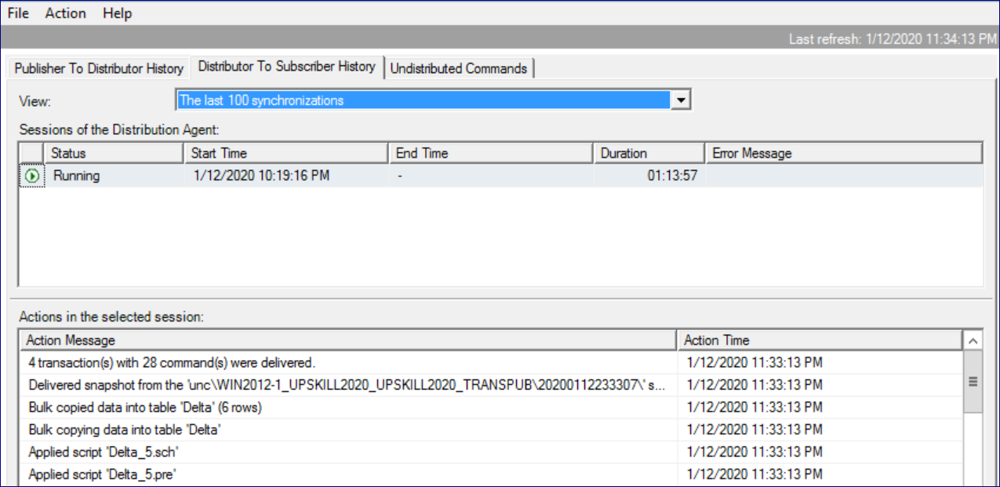 File Action Help
Last refresh: 1/12/2020 11:34:13 PM
Publisher To Distributor History Distributor To Subscriber History Undistributed Commands
View: The last 100 synchronizations
Sessions of the Distribution Agent:
Status Start Time End Time Duration Error Message
Running 1/12/2020 10:19:16 PM - 01:13:57
Actions in the selected session:
Action Message Action Time
4 transaction(s) with 28 command(s) were delivered. 1/12/2020 11:33:13 PM
Delivered snapshot from the 'unc\WIN2012-1_UPSKILL2020_UPSKILL2020_TRANSPUB\20200112233307\' s... 1/12/2020 11:33:13 PM
Bulk copied data into table 'Delta' (6 rows) 1/12/2020 11:33:13 PM
Bulk copying data into table 'Delta' 1/12/2020 11:33:13 PM
Applied script 'Delta_5.sch' 1/12/2020 11:33:13 PM
Applied script 'Delta_5.pre' 1/12/2020 11:33:13 PM